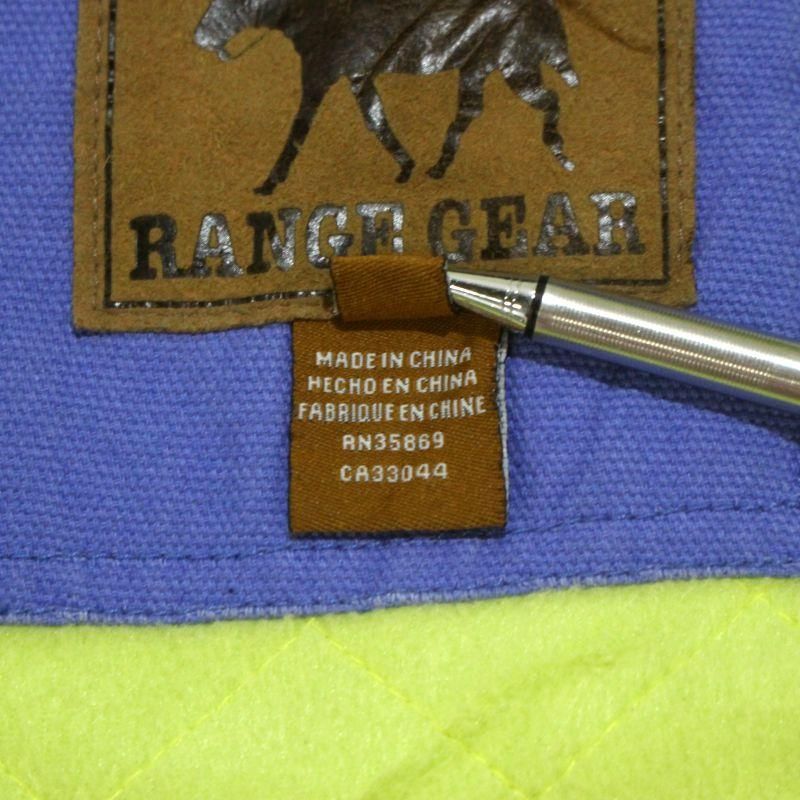 RANGE GEAR
MADE IN CHINA
HECHO EN CHINA
FABRIQUE EN CHINE
RN35869
CA33044